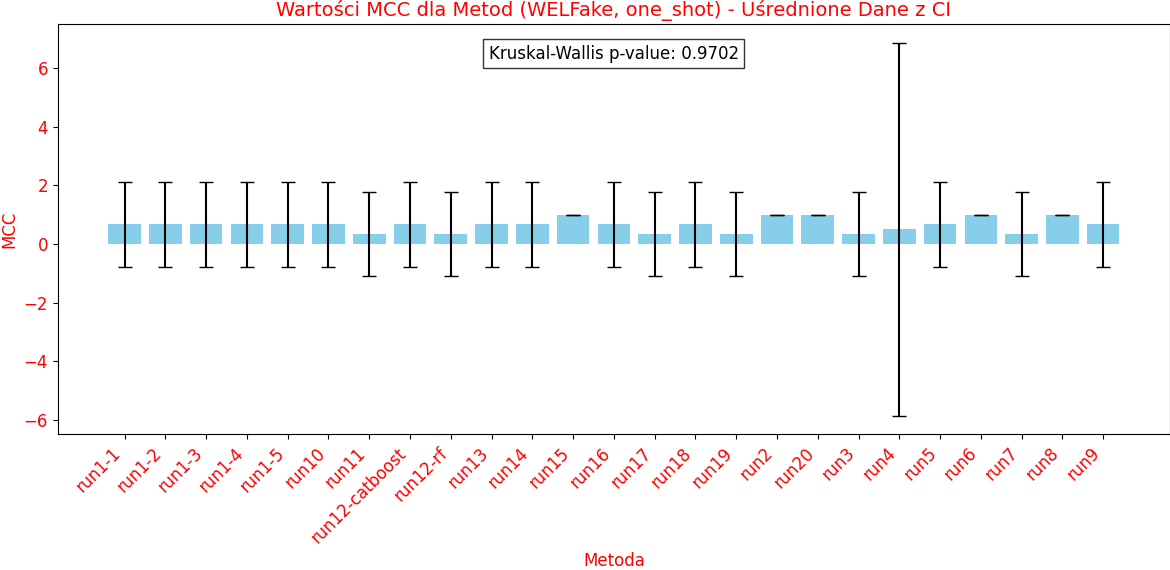 Wartości MCC dla Metod (WELFake, one_shot) - Uśrednione Dane z CI
Kruskal-Wallis p-value: 0.9702
MCC
6
4
2
0
−2
−4
−6
run1-1
run1-2
run1-3
run1-4
run1-5
run10
run11
run12-catboost
run12-rf
run13
run14
run15
run16
run17
run18
run19
run2
run20
run3
run4
run5
run6
run7
run8
run9
Metoda